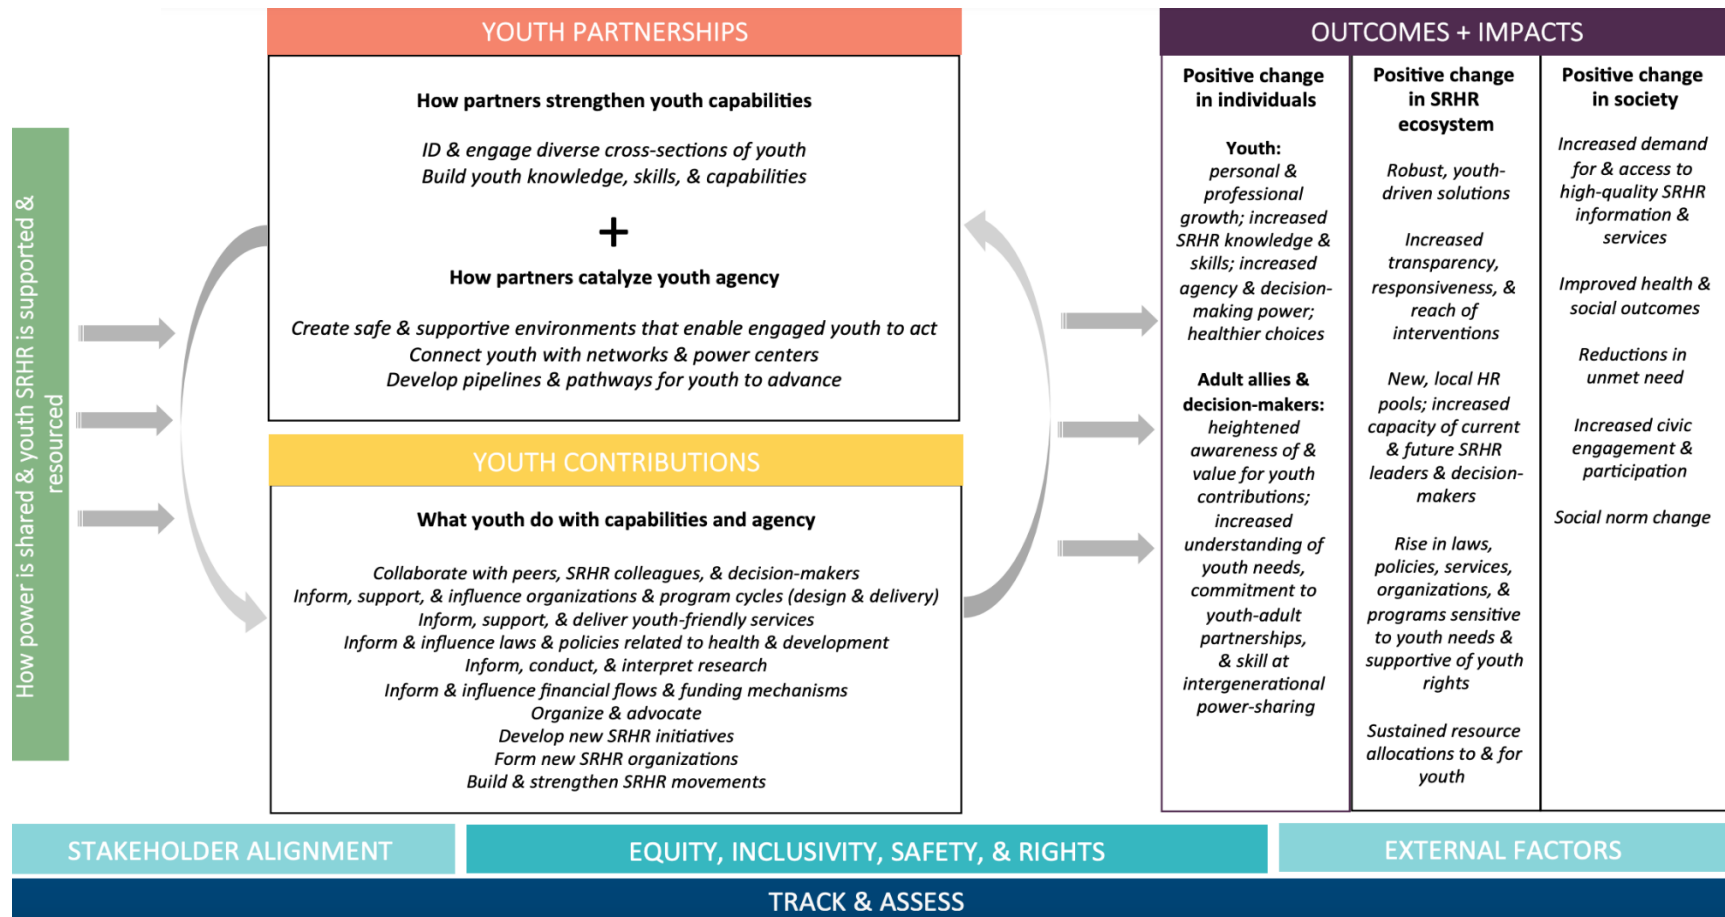 How power is shared & youth SRHR is supported &
resourced
YOUTH PARTNERSHIPS
How partners strengthen youth capabilities
ID & engage diverse cross-sections of youth
Build youth knowledge, skills, & capabilities
+
How partners catalyze youth agency
Create safe & supportive environments that enable engaged youth to act
Connect youth with networks & power centers
Develop pipelines & pathways for youth to advance
YOUTH CONTRIBUTIONS
What youth do with capabilities and agency
Collaborate with peers, SRHR colleagues, & decision-makers
Inform, support, & influence organizations & program cycles (design & delivery)
Inform, support, & deliver youth-friendly services
Inform & influence laws & policies related to health & development
Inform, conduct, & interpret research
Inform & influence financial flows & funding mechanisms
Organize & advocate
Develop new SRHR initiatives
Form new SRHR organizations
Build & strengthen SRHR movements
OUTCOMES + IMPACTS
Positive change
in individuals
Youth:
personal &
professional
growth; increased
SRHR knowledge &
skills; increased
agency & decision-
making power;
healthier choices
Adult allies &
decision-makers:
heightened
awareness of &
value for youth
contributions;
increased
understanding of
youth needs,
commitment to
youth-adult
partnerships,
& skill at
intergenerational
power-sharing
Positive change
in SRHR
ecosystem
Robust, youth-
driven solutions
Increased
transparency,
responsiveness, &
reach of
interventions
New, local HR
pools; increased
capacity of current
& future SRHR
leaders & decision-
makers
Rise in laws,
policies, services,
organizations, &
programs sensitive
to youth needs &
supportive of youth
rights
Sustained resource
allocations to & for
youth
Positive change
in society
Increased demand
for & access to
high-quality SRHR
information &
services
Improved health &
social outcomes
Reductions in
unmet need
Increased civic
engagement &
participation
Social norm change
STAKEHOLDER ALIGNMENT
EQUITY, INCLUSIVITY, SAFETY, & RIGHTS
EXTERNAL FACTORS
TRACK & ASSESS